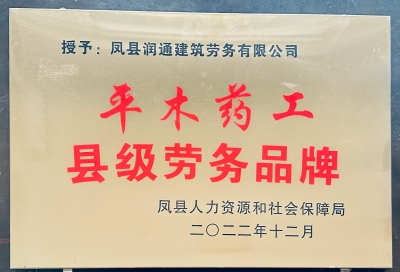 授予：凤县润通建筑劳务有限公司
平木药工
县级劳务品牌
凤县人力资源和社会保障局
二〇二二年十二月